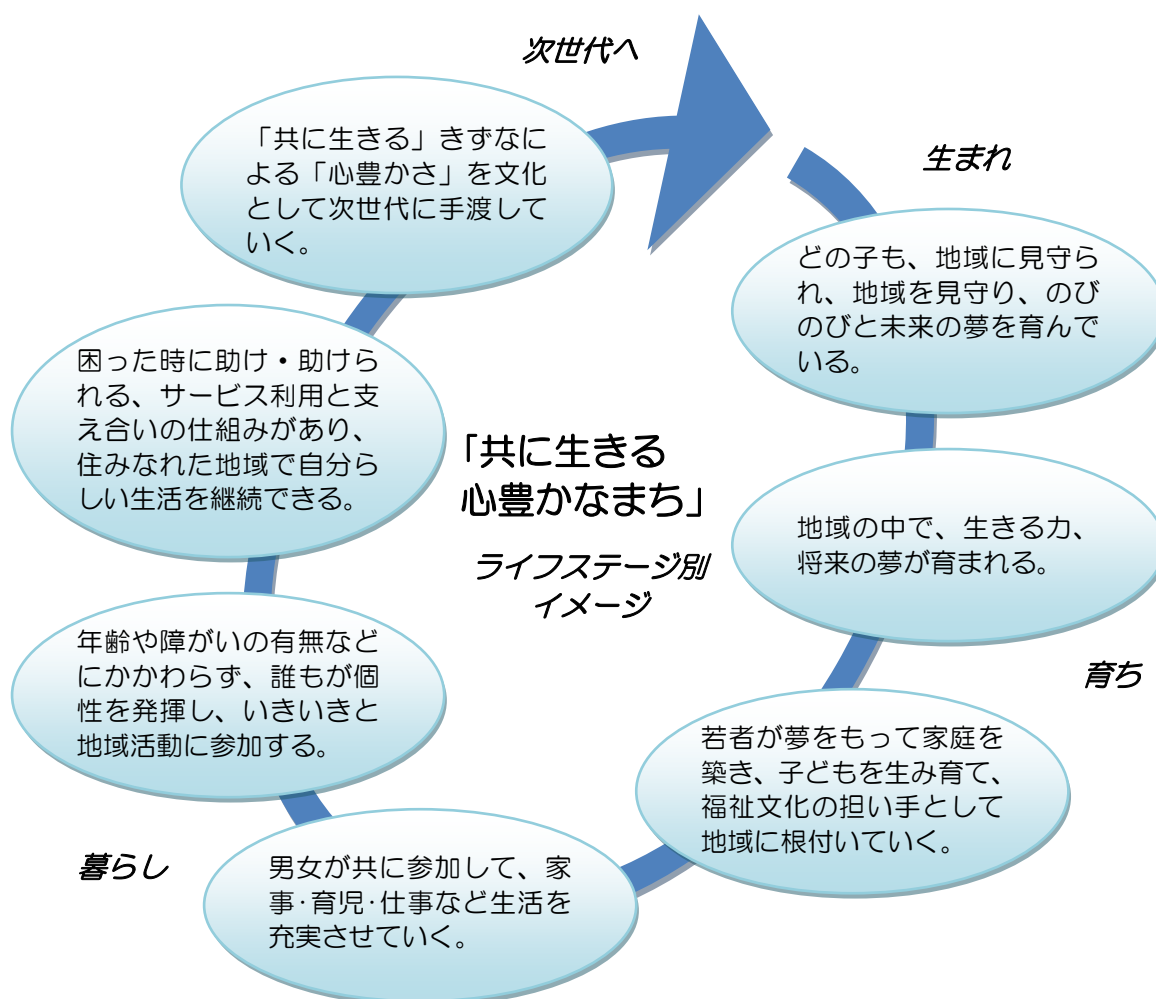 次世代へ
「共に生きる」きずなに
よる「心豊かさ」を文化
として次世代に手渡して
いく。
生まれ
どの子も、地域に見守ら
れ、地域を見守り、のび
のびと未来の夢を育んで
いる。
地域の中で、生きる力、
将来の夢が育まれる。
育ち
若者が夢をもって家庭を
築き、子どもを生み育て、
福祉文化の担い手として
地域に根付いていく。
男女が共に参加して、家
事・育児・仕事など生活を
充実させていく。
暮らし
年齢や障がいの有無など
にかかわらず、誰もが個
性を発揮し、いきいきと
地域活動に参加する。
困った時に助け・助けら
れる、サービス利用と支
え合いの仕組みがあり、
住みなれた地域で自分ら
しい生活を継続できる。
「共に生きる
心豊かなまち」
ライフステージ別
イメージ